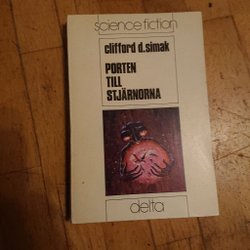 science fiction
clifford d.simak
PORTEN
TILL
STJÄRNORNA
delta